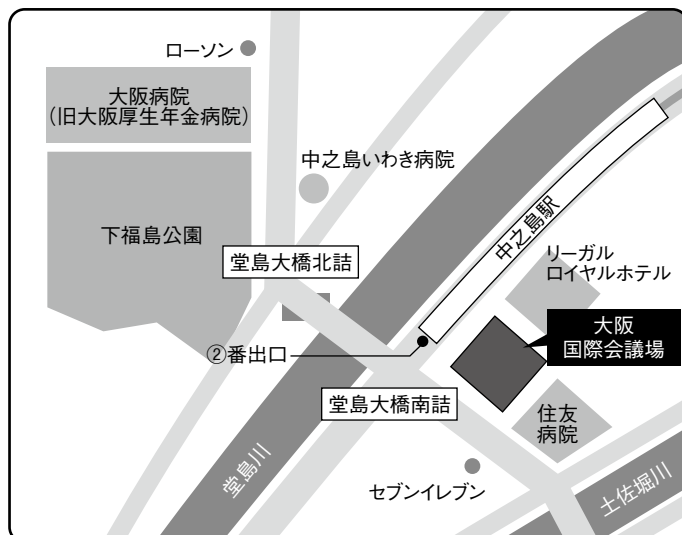 ローソン
大阪病院
(旧大阪厚生年金病院)
中之島いわき病院
下福島公園
中之島駅
堂島大橋北詰
リーガル
ロイヤルホテル
②番出口
大阪
国際会議場
堂島大橋南詰
住友
病院
堂島川
セブンイレブン
土佐堀川